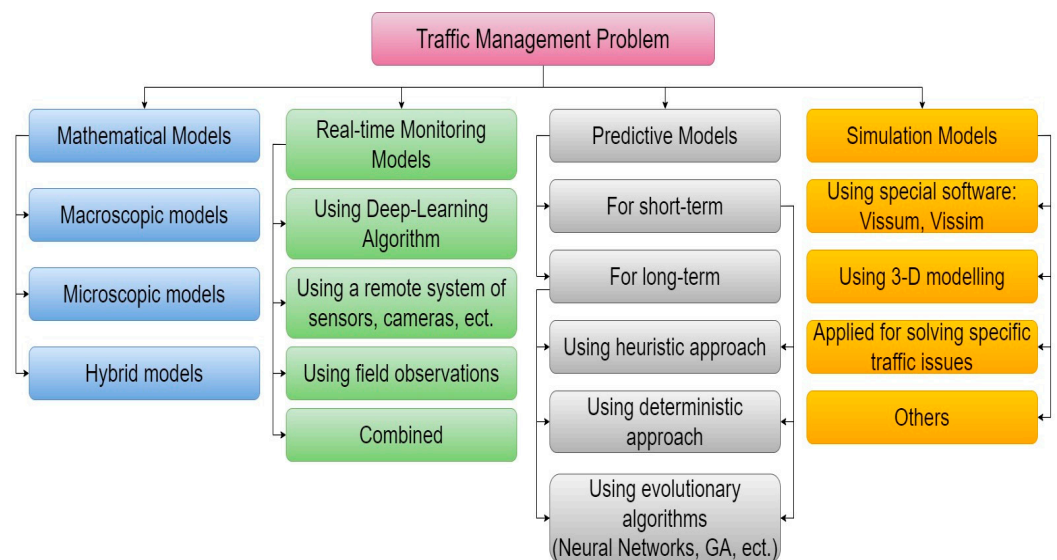 Traffic Management Problem
Mathematical Models
Macroscopic models
Microscopic models
Hybrid models
Real-time Monitoring
Models
Using Deep-Learning
Algorithm
Using a remote system of
sensors, cameras, ect.
Using field observations
Combined
Predictive Models
For short-term
For long-term
Using heuristic approach
Using deterministic
approach
Using evolutionary
algorithms
(Neural Networks, GA, ect.)
Simulation Models
Using special software:
Vissum, Vissim
Using 3-D modelling
Applied for solving specific
traffic issues
Others